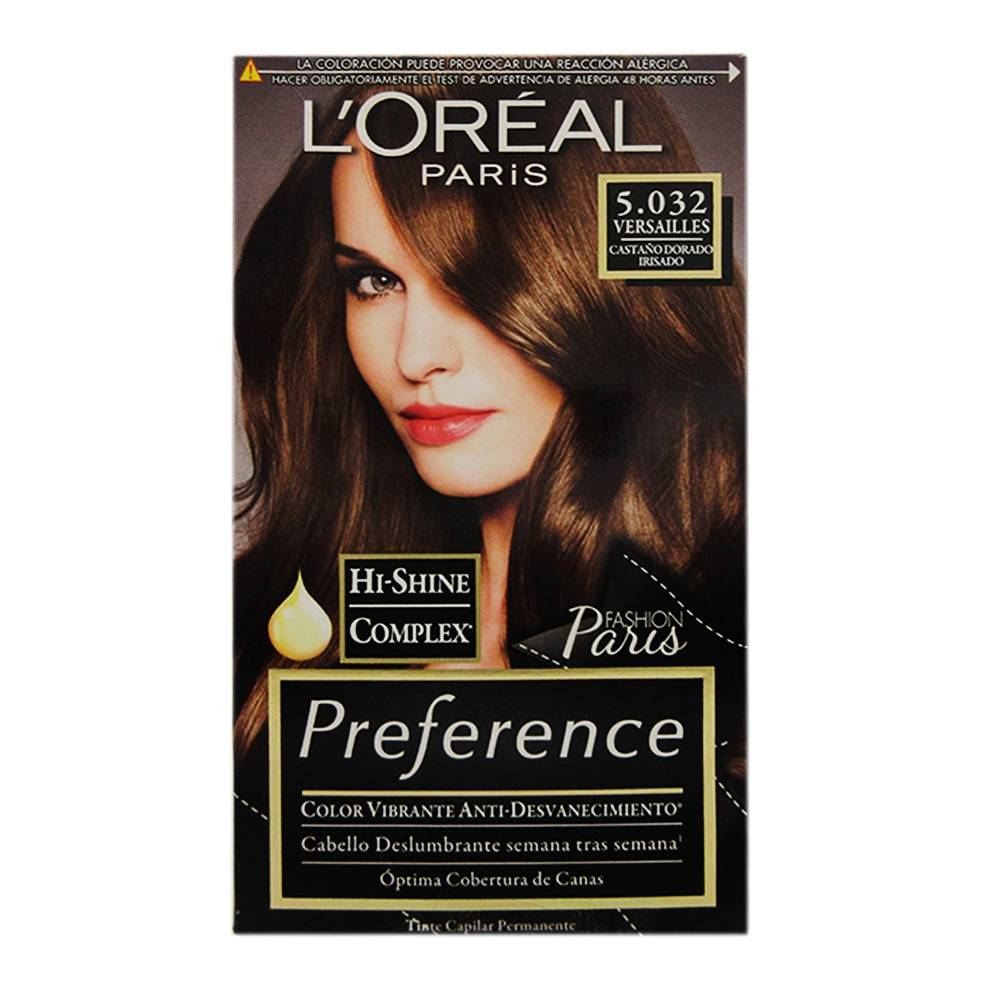 LA COLORACIÓN PUEDE PROVOCAR UNA REACCIÓN ALÉRGICA
HACER OBLIGATORIAMENTE EL TEST DE ADVERTENCIA DE ALERGIA 48 HORAS ANTES
L'ORÉAL
PARiS
5.032
VERSAILLES
CASTAÑO DORADO
IRISADO
HI-SHINE
COMPLEX*
FASHION
Paris
Preference
COLOR VIBRANTE ANTI-DESVANECIMIENTO*
Cabello Deslumbrante semana tras semana¹
Óptima Cobertura de Canas
Tinte Capilar Permanente